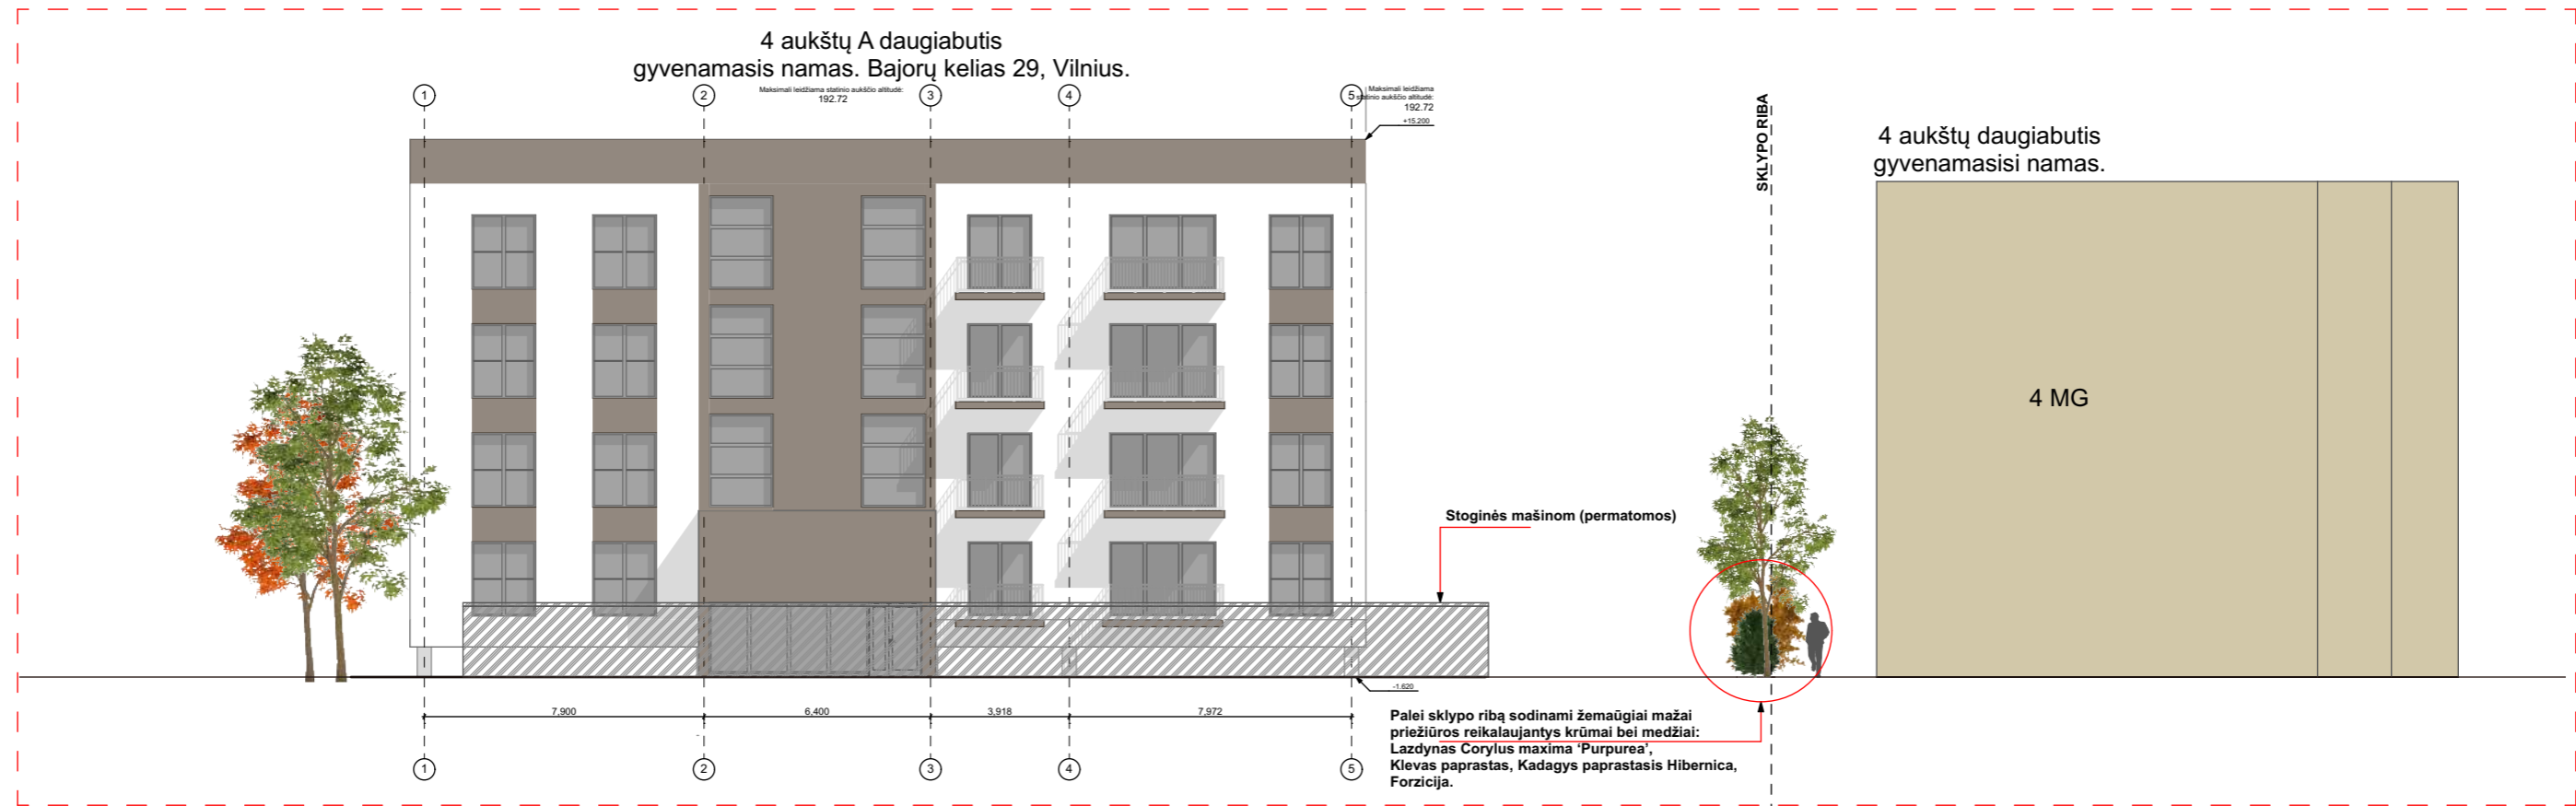 4 aukštų A daugiabutis
gyvenamasis namas. Bajorų kelias 29, Vilnius.
Maksimali leidžiama statinio aukščio altitudė:
192.72
1
2
3
4
5
Maksimali leidžiama
statinio aukščio altitudė:
192.72
+15.200
SKLYPO RIBA
4 aukštų daugiabutis
gyvenamasisi namas.
4 MG
Stoginės mašinom (permatomos)
-1.620
7,900
6,400
3,918
7,972
Palei sklypo ribą sodinami žemaūgiai mažai
priežiūros reikalaujantys krūmai bei medžiai:
Lazdynas Corylus maxima ‘Purpurea’,
Klevas paprastas, Kadagys paprastasis Hibernica,
Forzicija.
1
2
3
4
5